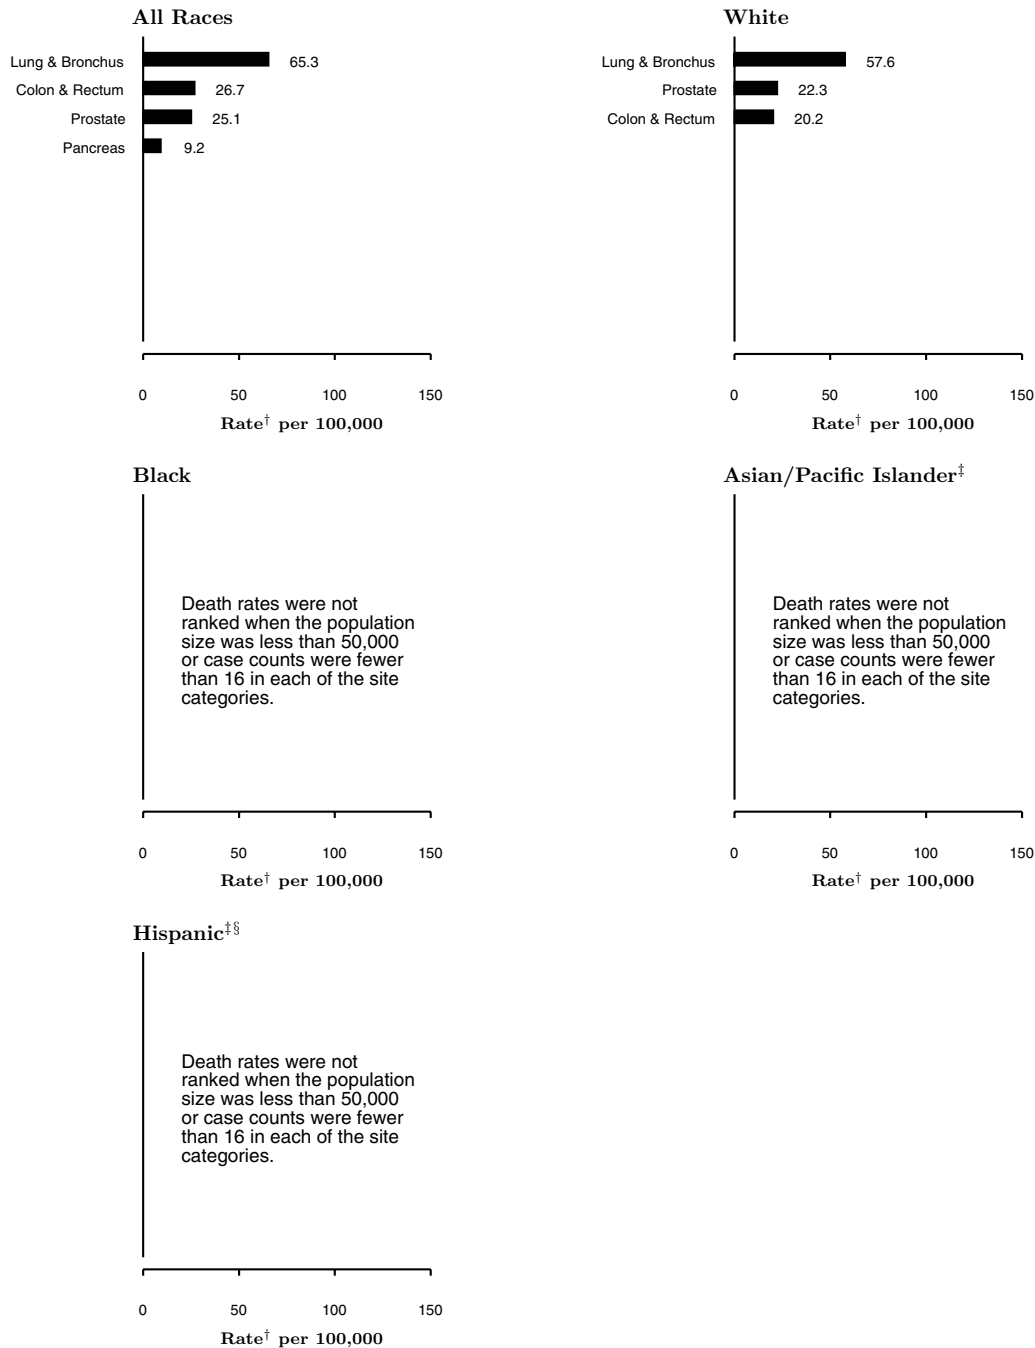 All Races
Lung & Bronchus 65.3
Colon & Rectum 26.7
Prostate 25.1
Pancreas 9.2
0 50 100 150
Rate† per 100,000
White
Lung & Bronchus 57.6
Prostate 22.3
Colon & Rectum 20.2
0 50 100 150
Rate† per 100,000
Black
Death rates were not
ranked when the population
size was less than 50,000
or case counts were fewer
than 16 in each of the site
categories.
0 50 100 150
Rate† per 100,000
Asian/Pacific Islander‡
Death rates were not
ranked when the population
size was less than 50,000
or case counts were fewer
than 16 in each of the site
categories.
0 50 100 150
Rate† per 100,000
Hispanic‡§
Death rates were not
ranked when the population
size was less than 50,000
or case counts were fewer
than 16 in each of the site
categories.
0 50 100 150
Rate† per 100,000